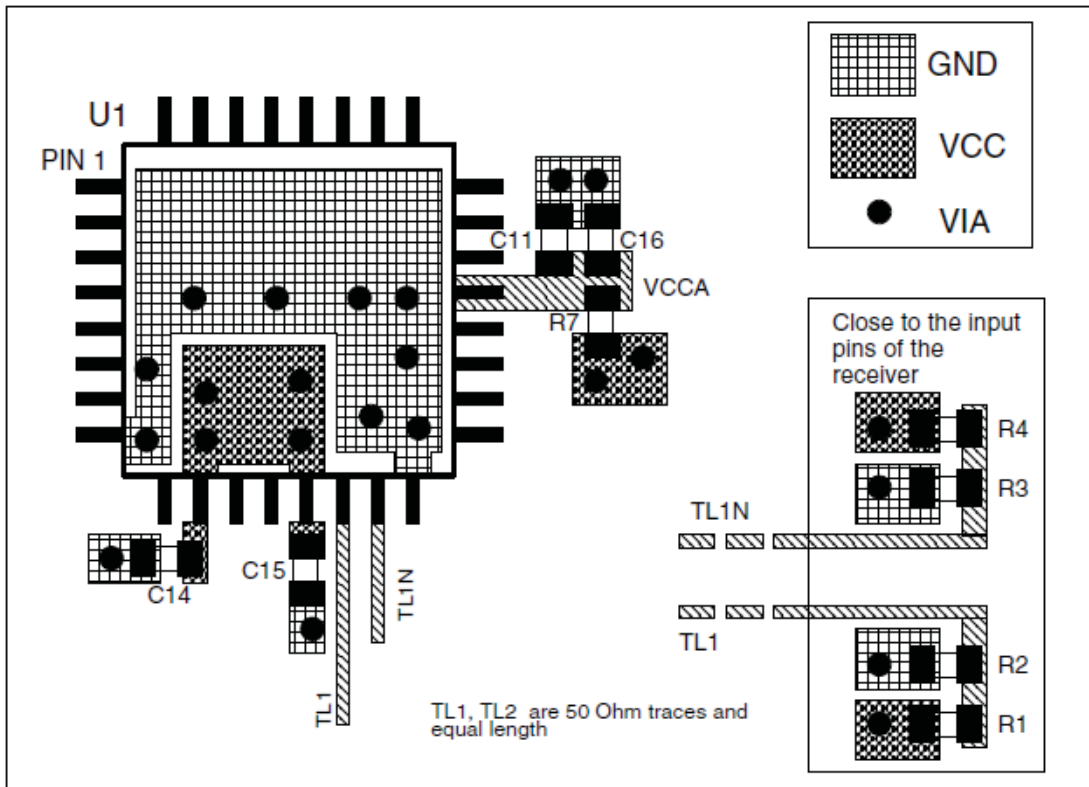 U1
PIN 1
GND
VCC
VIA
C11
C16
VCCA
R7
Close to the input
pins of the
receiver
R4
R3
TL1N
C15
C14
TL1N
TL1
TL1
R2
R1
TL1, TL2 are 50 Ohm traces and
equal length